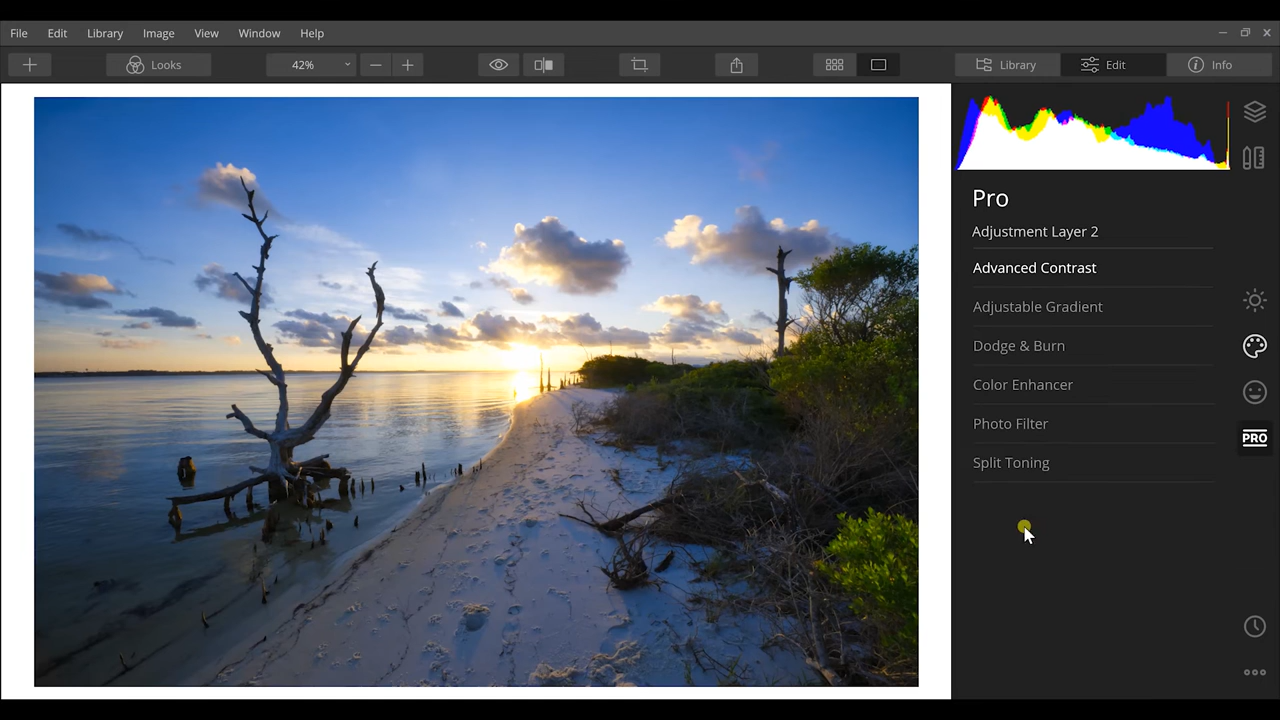 File Edit Library Image View Window Help
Looks 42% Library Edit Info
Pro
Adjustment Layer 2
Advanced Contrast
Adjustable Gradient
Dodge & Burn
Color Enhancer
PRO
Photo Filter
Split Toning